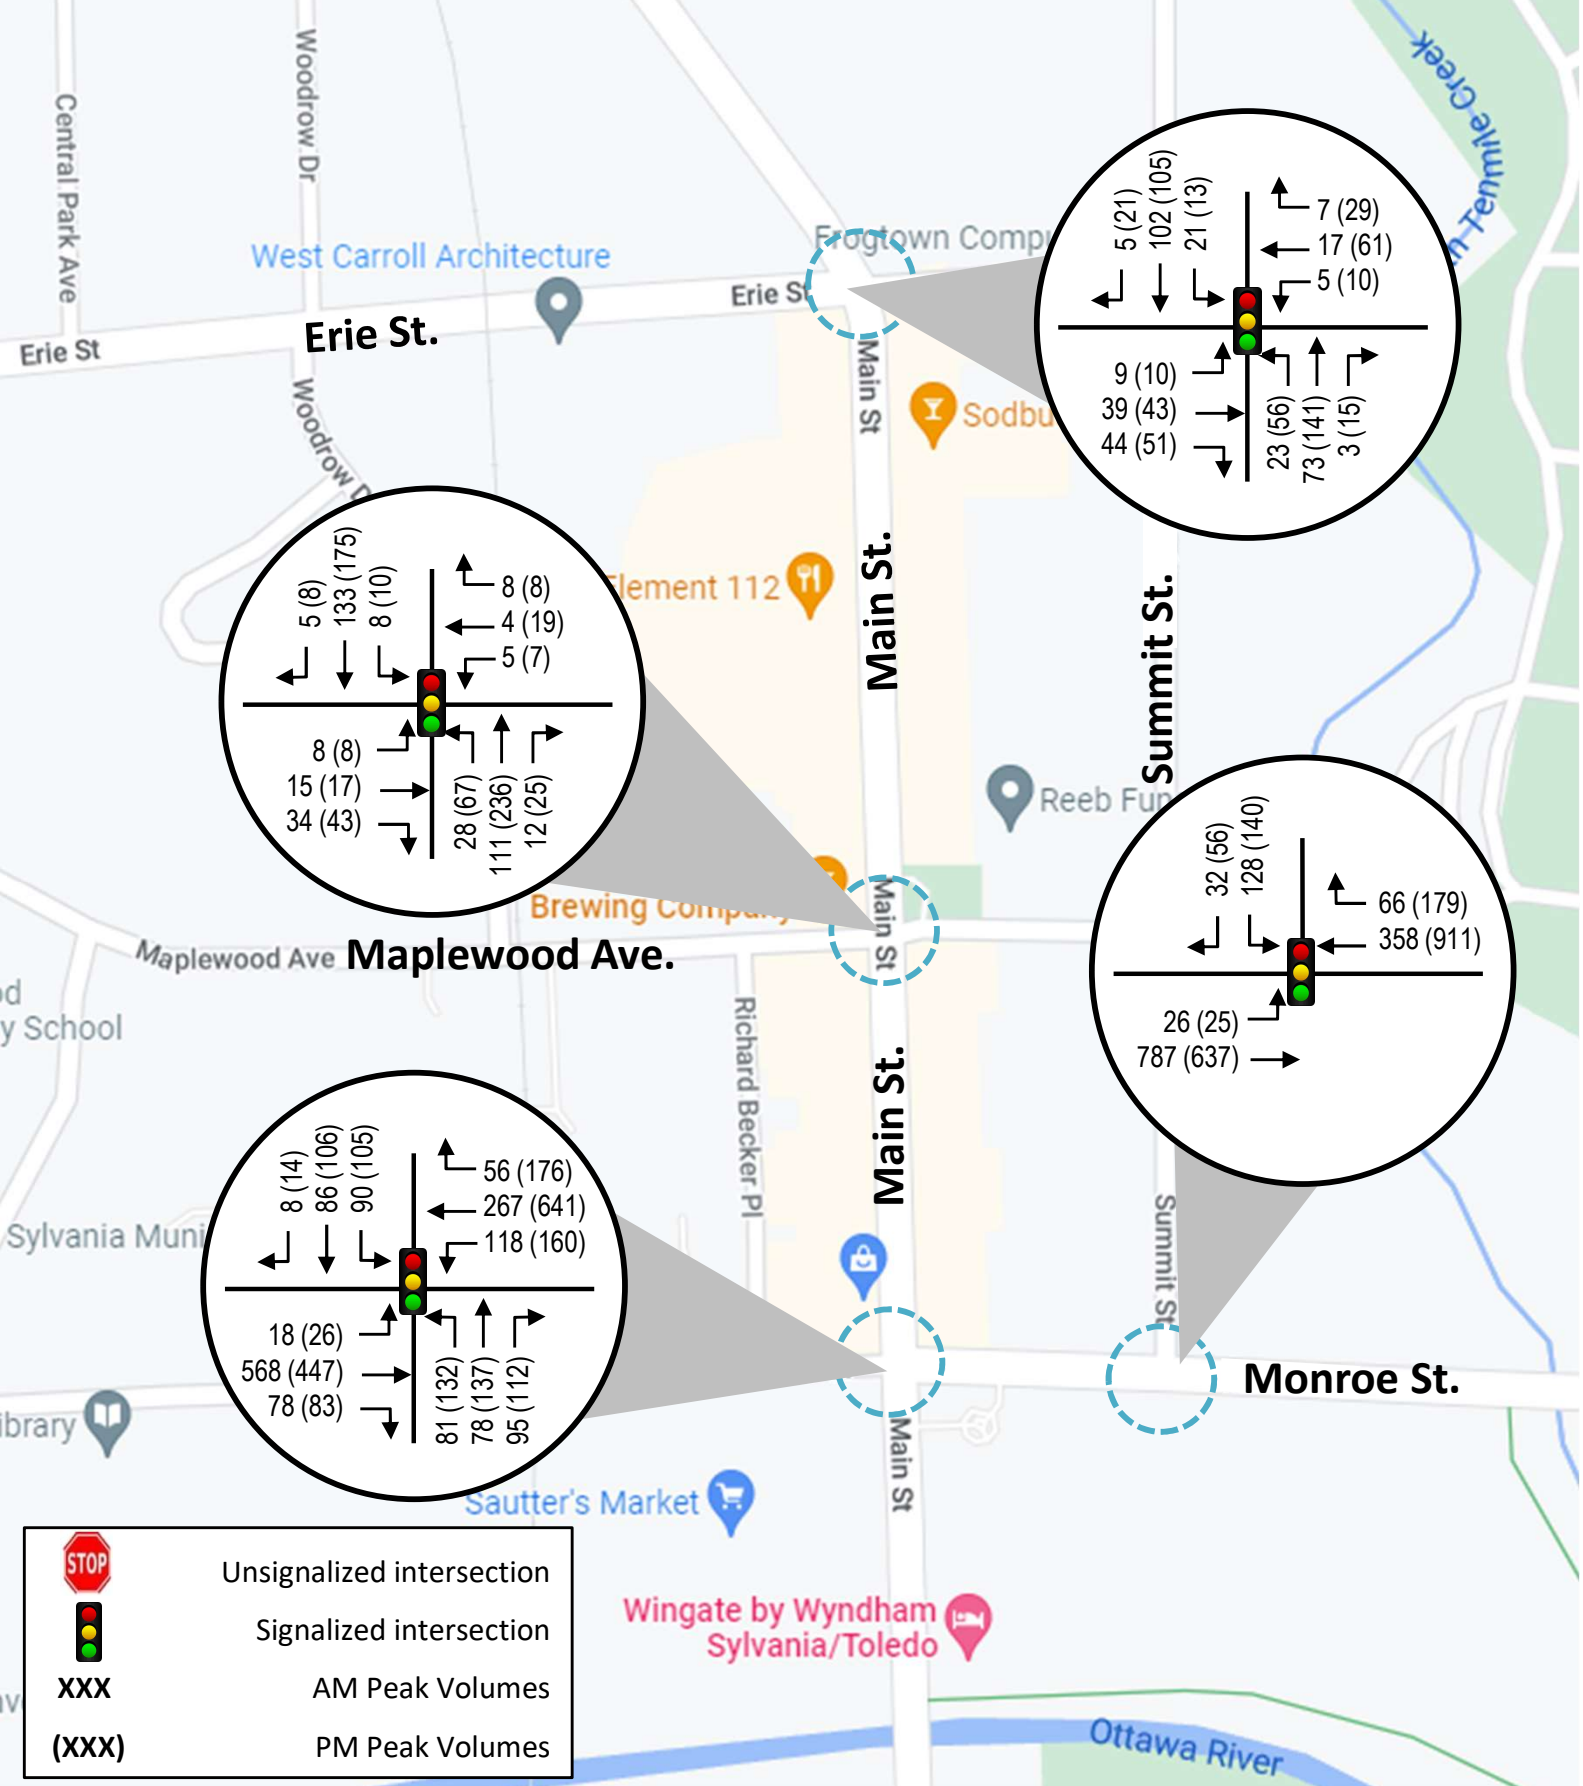 Central Park Ave
Woodrow Dr
Creek
Tenmile
West Carroll Architecture
Frogtown
Erie St
Erie St.
Erie St
5 (21)
102 (105)
21 (13)
7 (29)
17 (61)
5 (10)
9 (10)
39 (43)
44 (51)
23 (56)
73 (141)
3 (15)
Woodrow
Main St
Main St.
Summit St.
5 (8)
133 (175)
8 (10)
8 (8)
4 (19)
5 (7)
8 (8)
15 (17)
34 (43)
28 (67)
111 (236)
12 (25)
112
Reeb
Brewing Company
Main St
Maplewood Ave
Maplewood Ave.
32 (56)
128 (140)
66 (179)
358 (911)
26 (25)
787 (637)
y School
Richard Becker Pl
Main St.
Sylvania
8 (14)
86 (106)
90 (105)
56 (176)
267 (641)
118 (160)
18 (26)
568 (447)
78 (83)
81 (132)
78 (137)
95 (112)
Summit St
Monroe St.
Main St
Sautter's Market
STOP
Unsignalized intersection
Signalized intersection
XXX AM Peak Volumes
(XXX) PM Peak Volumes
Wingate by Wyndham
Sylvania/Toledo
Ottawa River